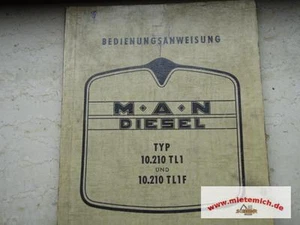 BEDIENUNGSANWEISUNG
M·A·N
DIESEL
TYP
10.210 TL1
UND
10.210 TL1F
www.mietemich.de